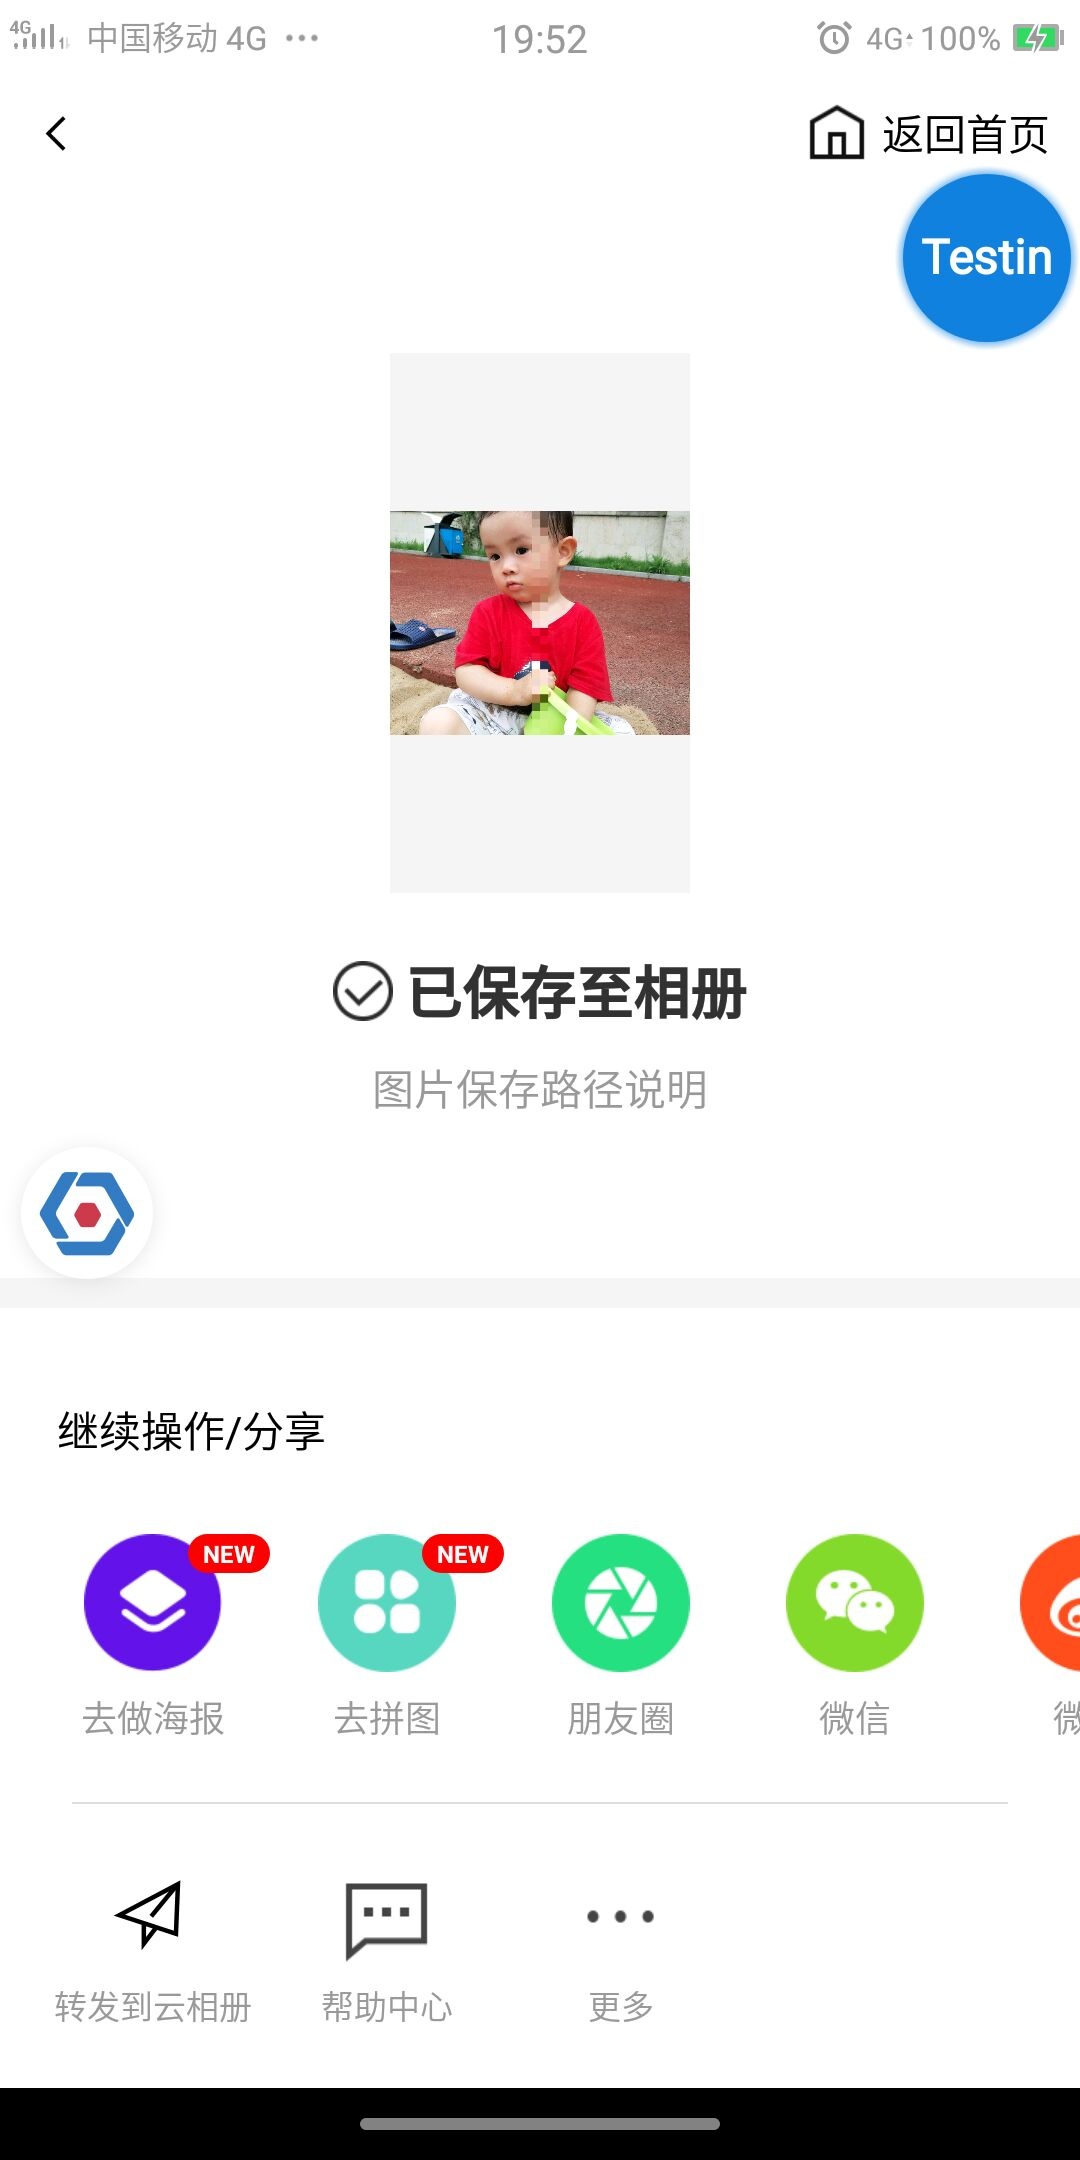 4G 中国移动 4G ··· 19:52 4G 100%
返回首页
Testin
已保存至相册
图片保存路径说明
继续操作/分享
NEW NEW
去做海报 去拼图 朋友圈 微信 微
转发到云相册 帮助中心 更多